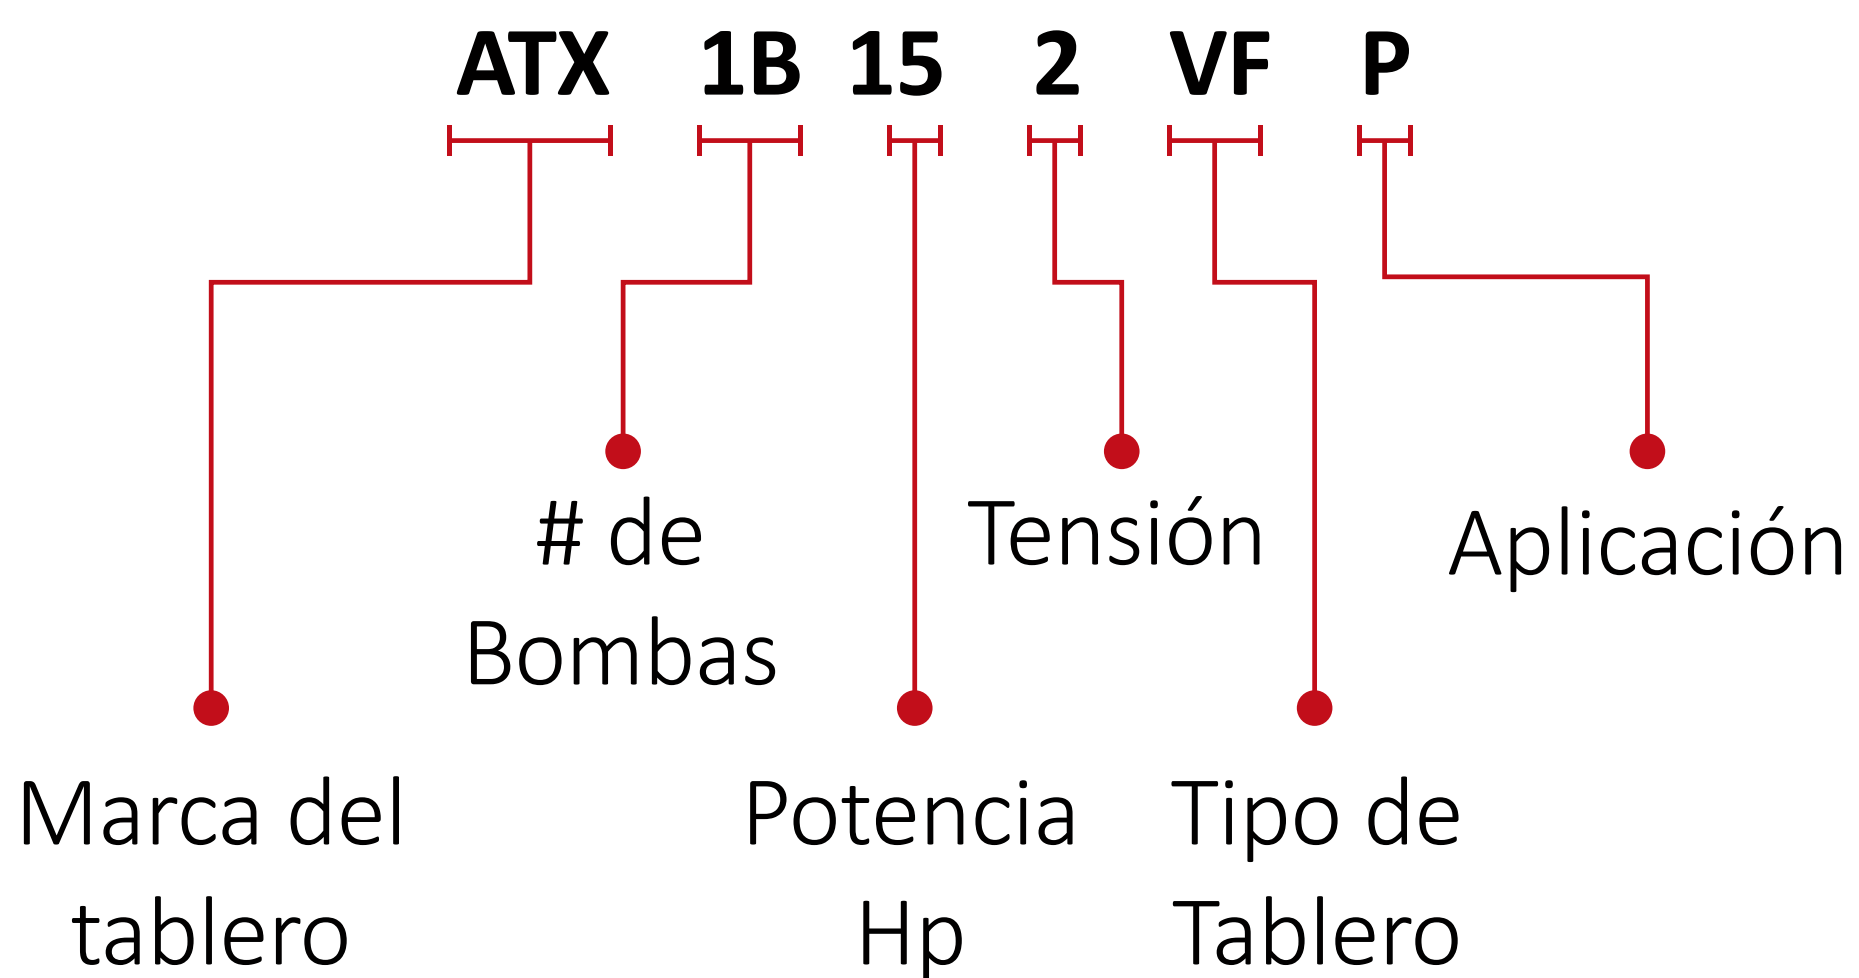 ATX 1B 15 2 VF P
# de
Bombas
Tensión
Aplicación
Marca del
tablero
Potencia
Hp
Tipo de
Tablero